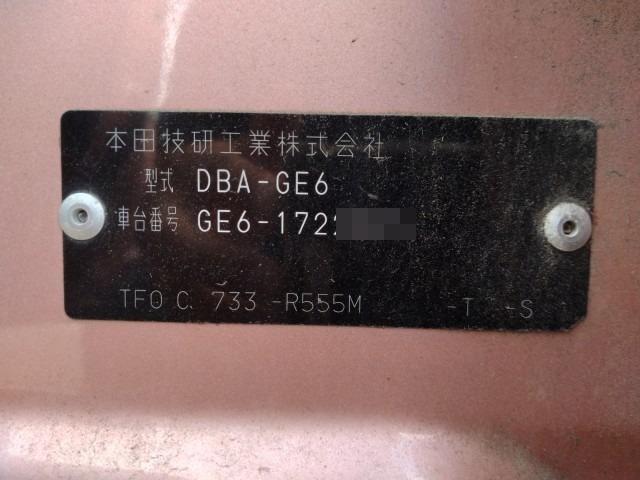 本田技研工業株式会社
型式 DBA-GE6
車台番号 GE6-172
TF0 C 733 -R555M -T -S